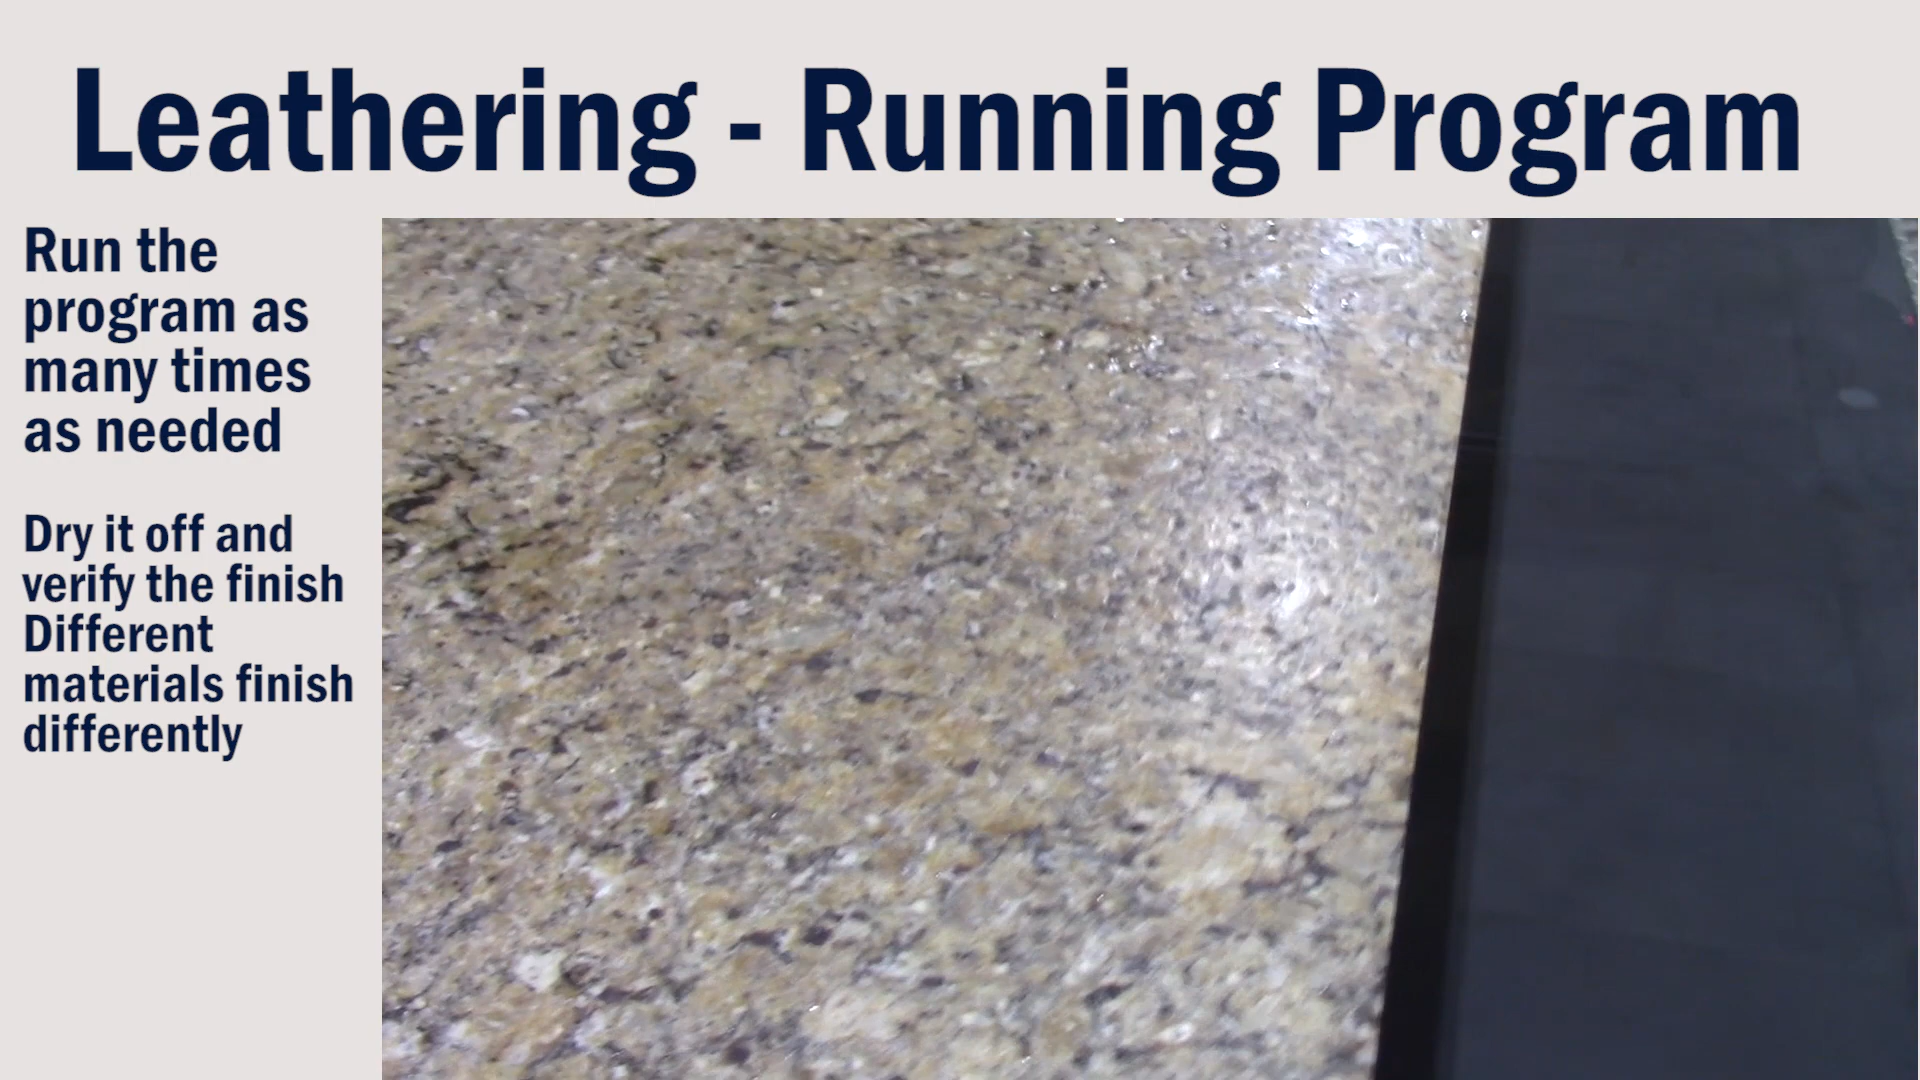 Leathering - Running Program
Run the
program as
many times
as needed
Dry it off and
verify the finish
Different
materials finish
differently